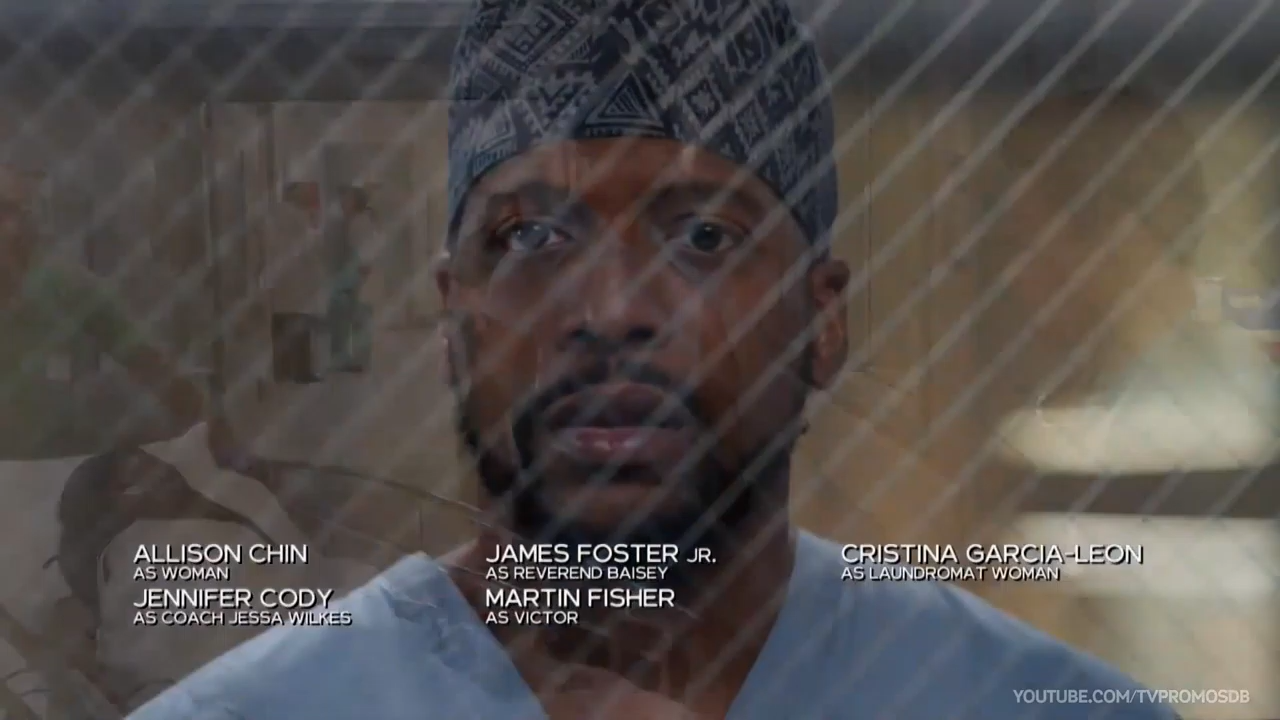 ALLISON CHIN
AS WOMAN
JENNIFER CODY
AS COACH JESSA WILKES
JAMES FOSTER JR.
AS REVEREND BAISEY
MARTIN FISHER
AS VICTOR
CRISTINA GARCIA-LEON
AS LAUNDROMAT WOMAN
YOUTUBE.COM/TVPROMOSDB